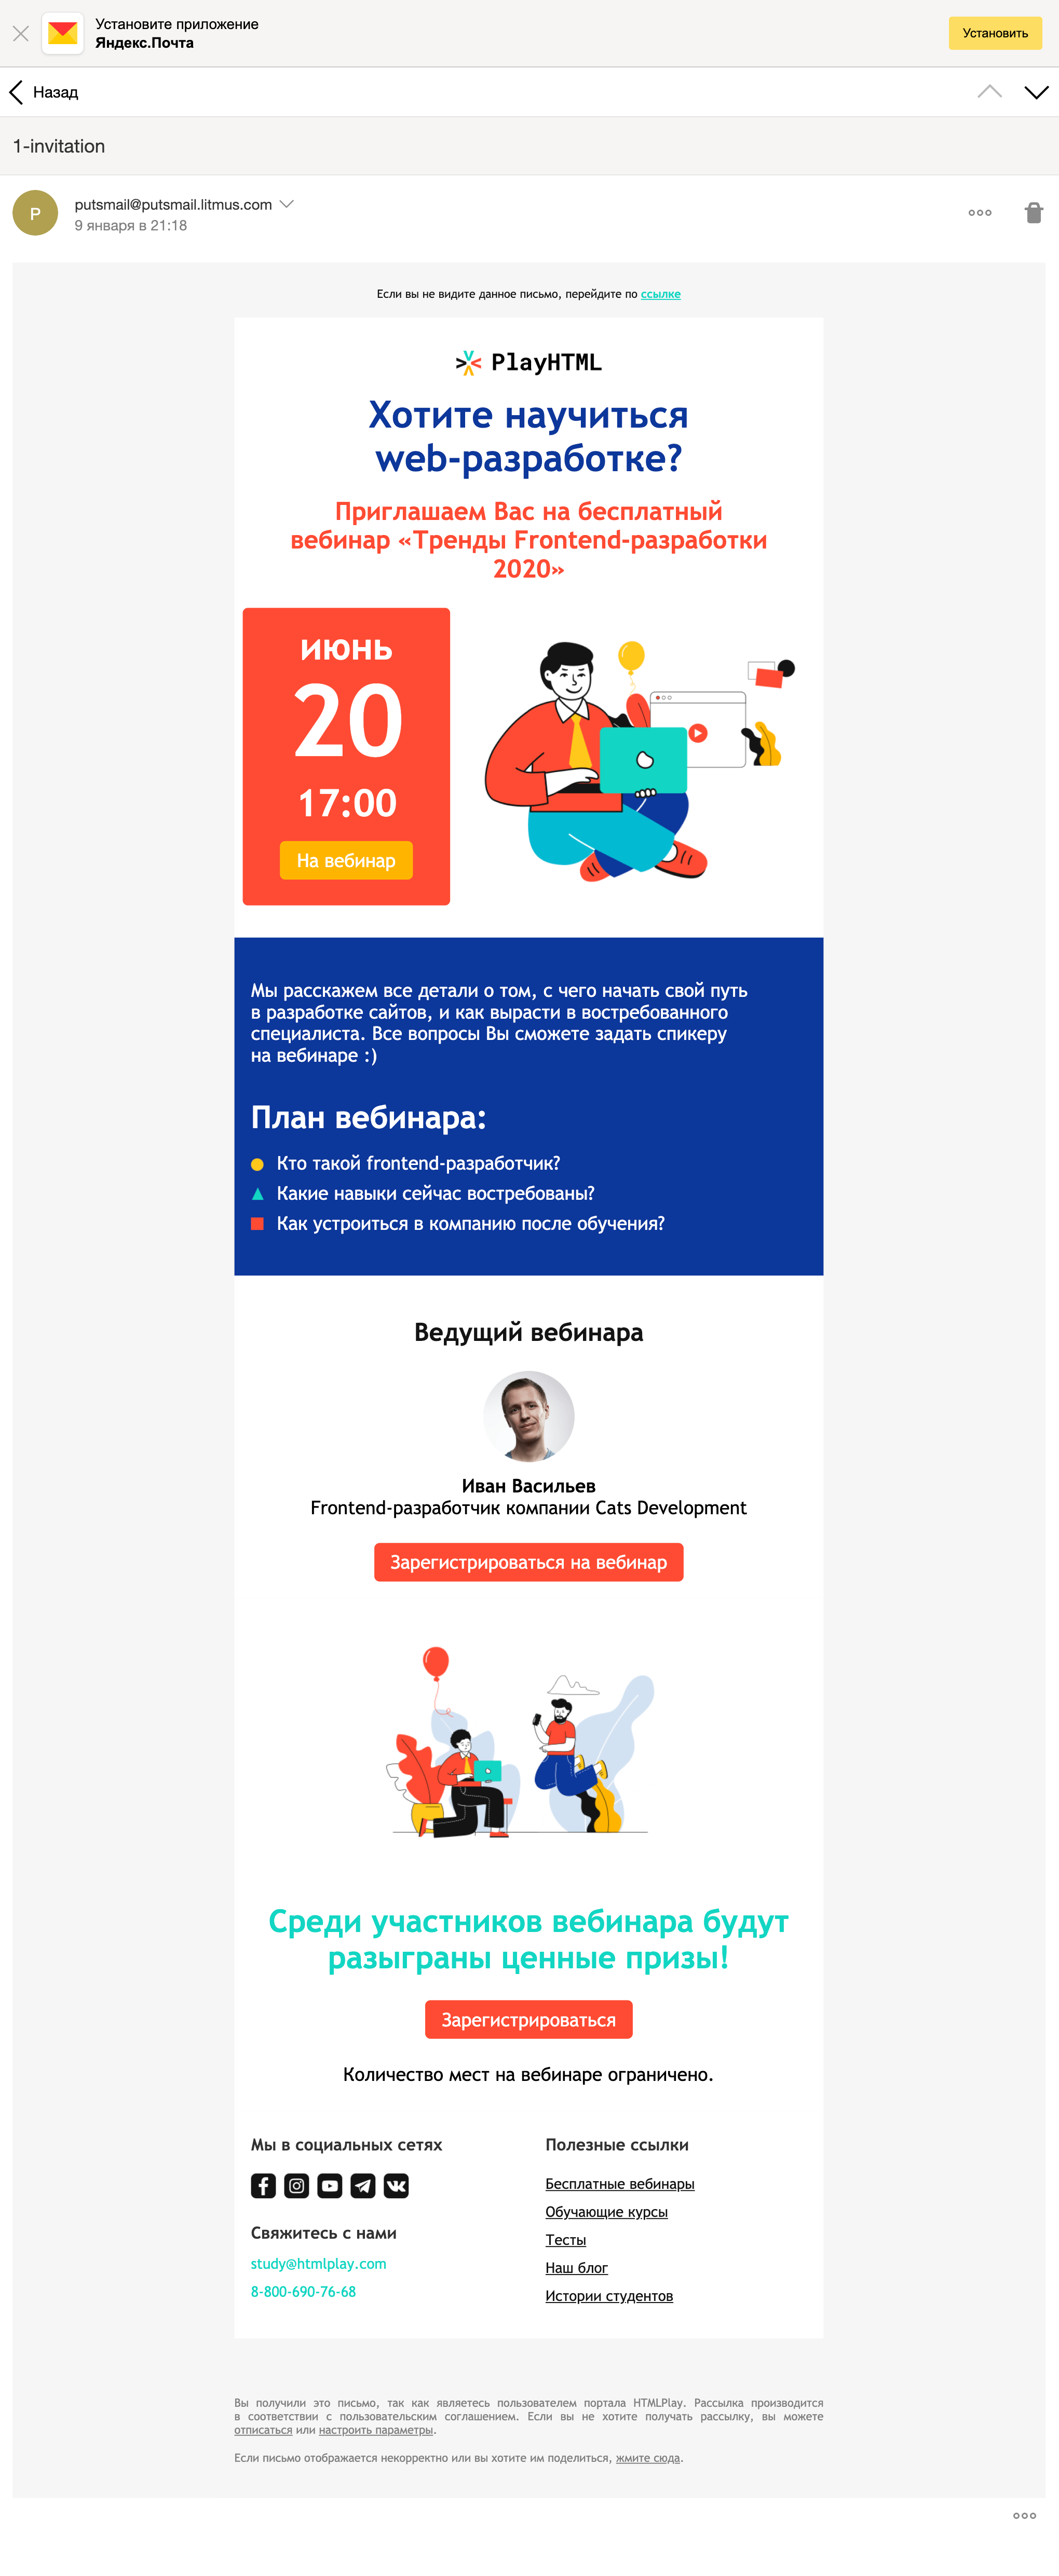 Установите приложение
Яндекс.Почта
Установить
Назад
1-invitation
P
putsmail@putsmail.litmus.com
9 января в 21:18
Если вы не видите данное письмо, перейдите по ссылке
PlayHTML
Хотите научиться
web-разработке?
Приглашаем Вас на бесплатный
вебинар «Тренды Frontend-разработки
2020»
июнь
20
17:00
На вебинар
Мы расскажем все детали о том, с чего начать свой путь
в разработке сайтов, и как вырасти в востребованного
специалиста. Все вопросы Вы сможете задать спикеру
на вебинаре :)
План вебинара:
Кто такой frontend-разработчик?
Какие навыки сейчас востребованы?
Как устроиться в компанию после обучения?
Ведущий вебинара
Иван Васильев
Frontend-разработчик компании Cats Development
Зарегистрироваться на вебинар
Среди участников вебинара будут
разыграны ценные призы!
Зарегистрироваться
Количество мест на вебинаре ограничено.
Мы в социальных сетях
Свяжитесь с нами
study@htmlplay.com
8-800-690-76-68
Полезные ссылки
Бесплатные вебинары
Обучающие курсы
Тесты
Наш блог
Истории студентов
Вы получили это письмо, так как являетесь пользователем портала HTMLPlay. Рассылка производится
в соответствии с пользовательским соглашением. Если вы не хотите получать рассылку, вы можете
отписаться или настроить параметры.
Если письмо отображается некорректно или вы хотите им поделиться, жмите сюда.